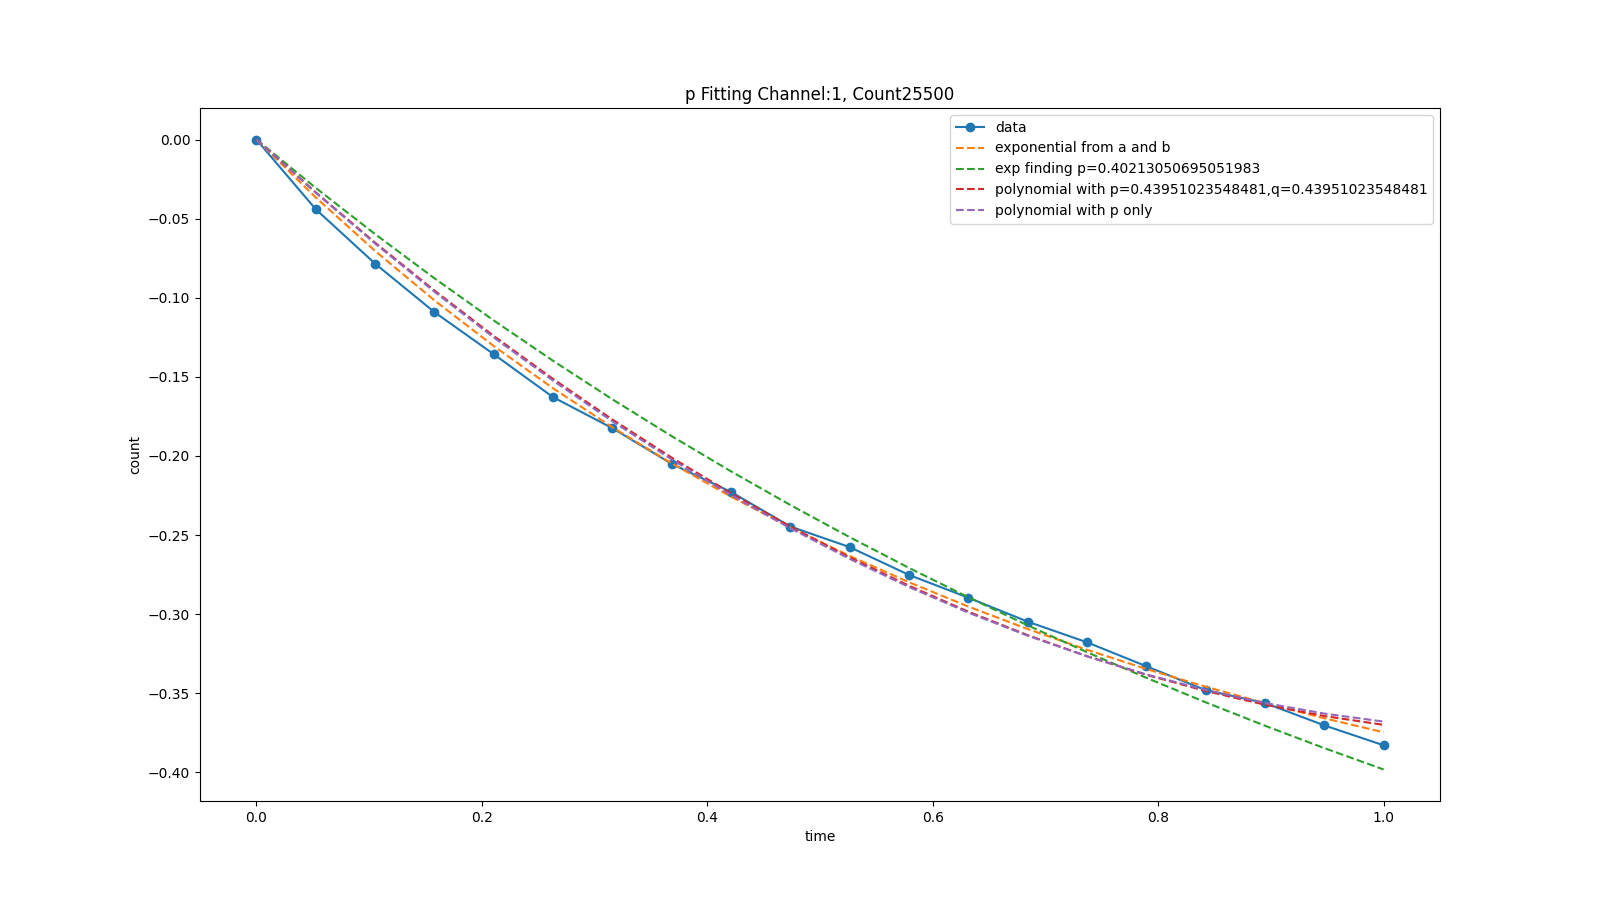 p Fitting Channel:1, Count25500
data
exponential from a and b
exp finding p=0.40213050695051983
polynomial with p=0.43951023548481,q=0.43951023548481
polynomial with p only
count
0.00
−0.05
−0.10
−0.15
−0.20
−0.25
−0.30
−0.35
−0.40
0.0 0.2 0.4 0.6 0.8 1.0
time